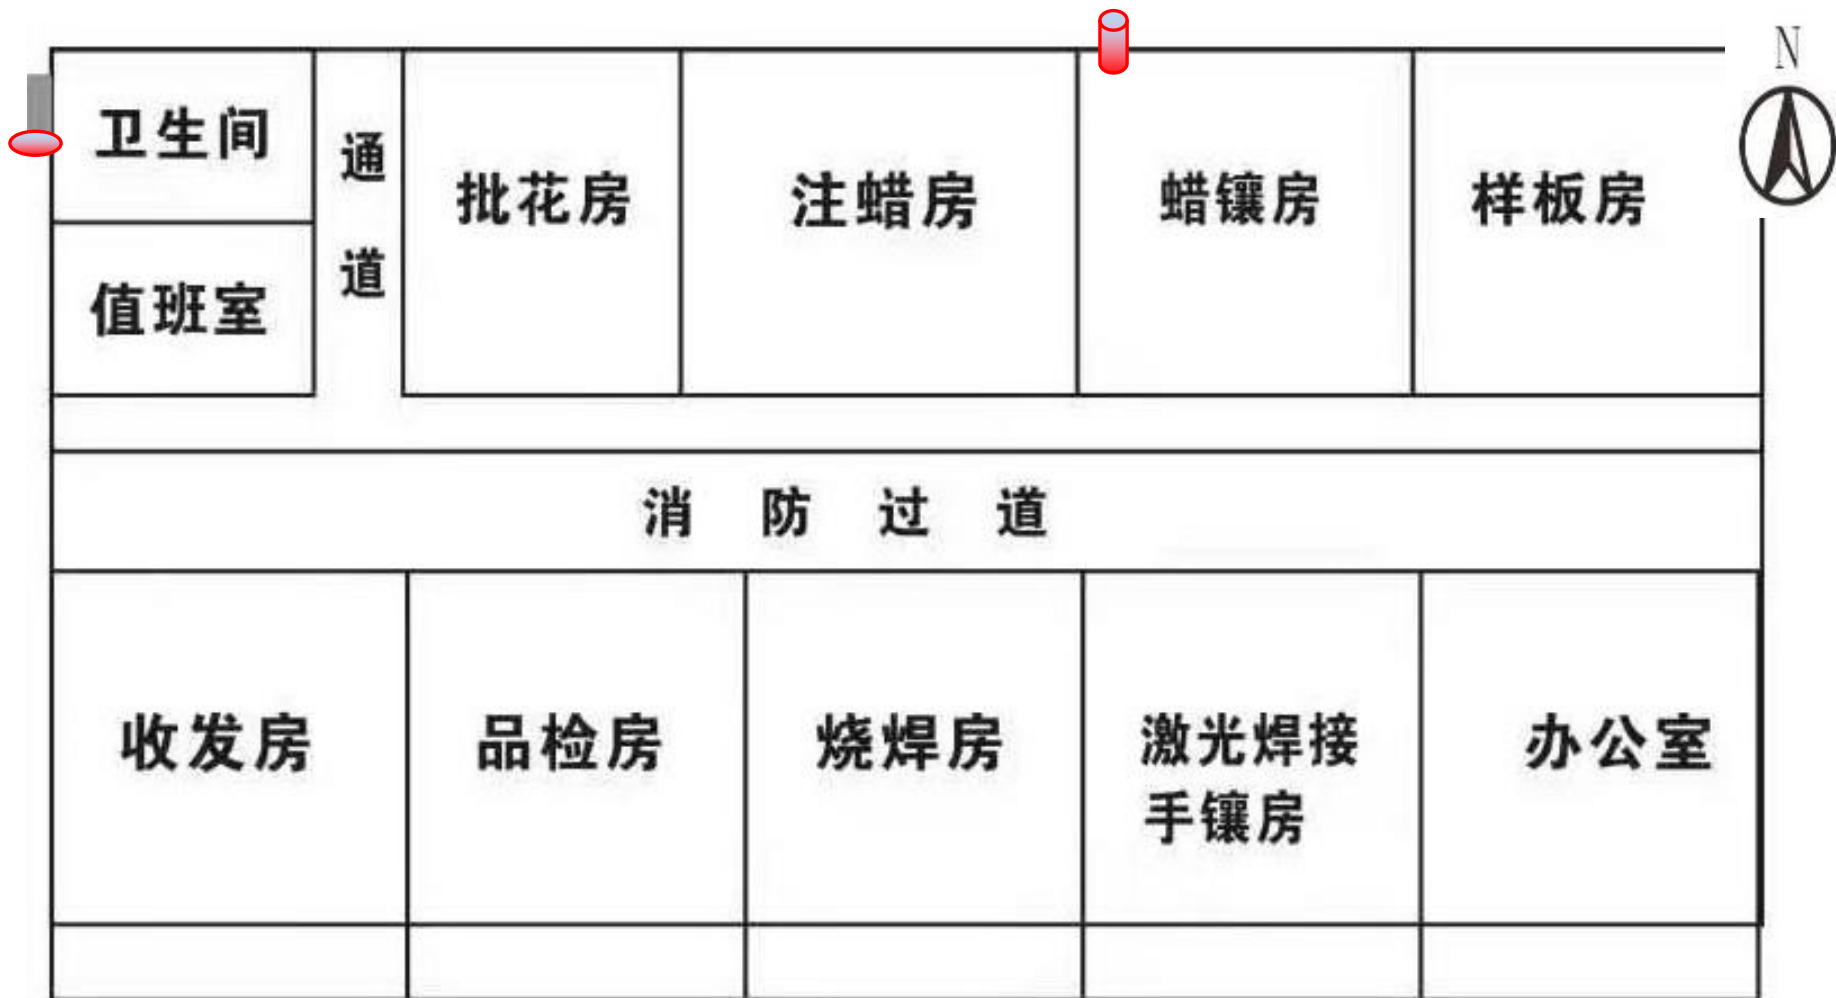 N
卫生间
通道
批花房
注蜡房
蜡镶房
样板房
值班室
消防过道
收发房
品检房
烧焊房
激光焊接
手镶房
办公室